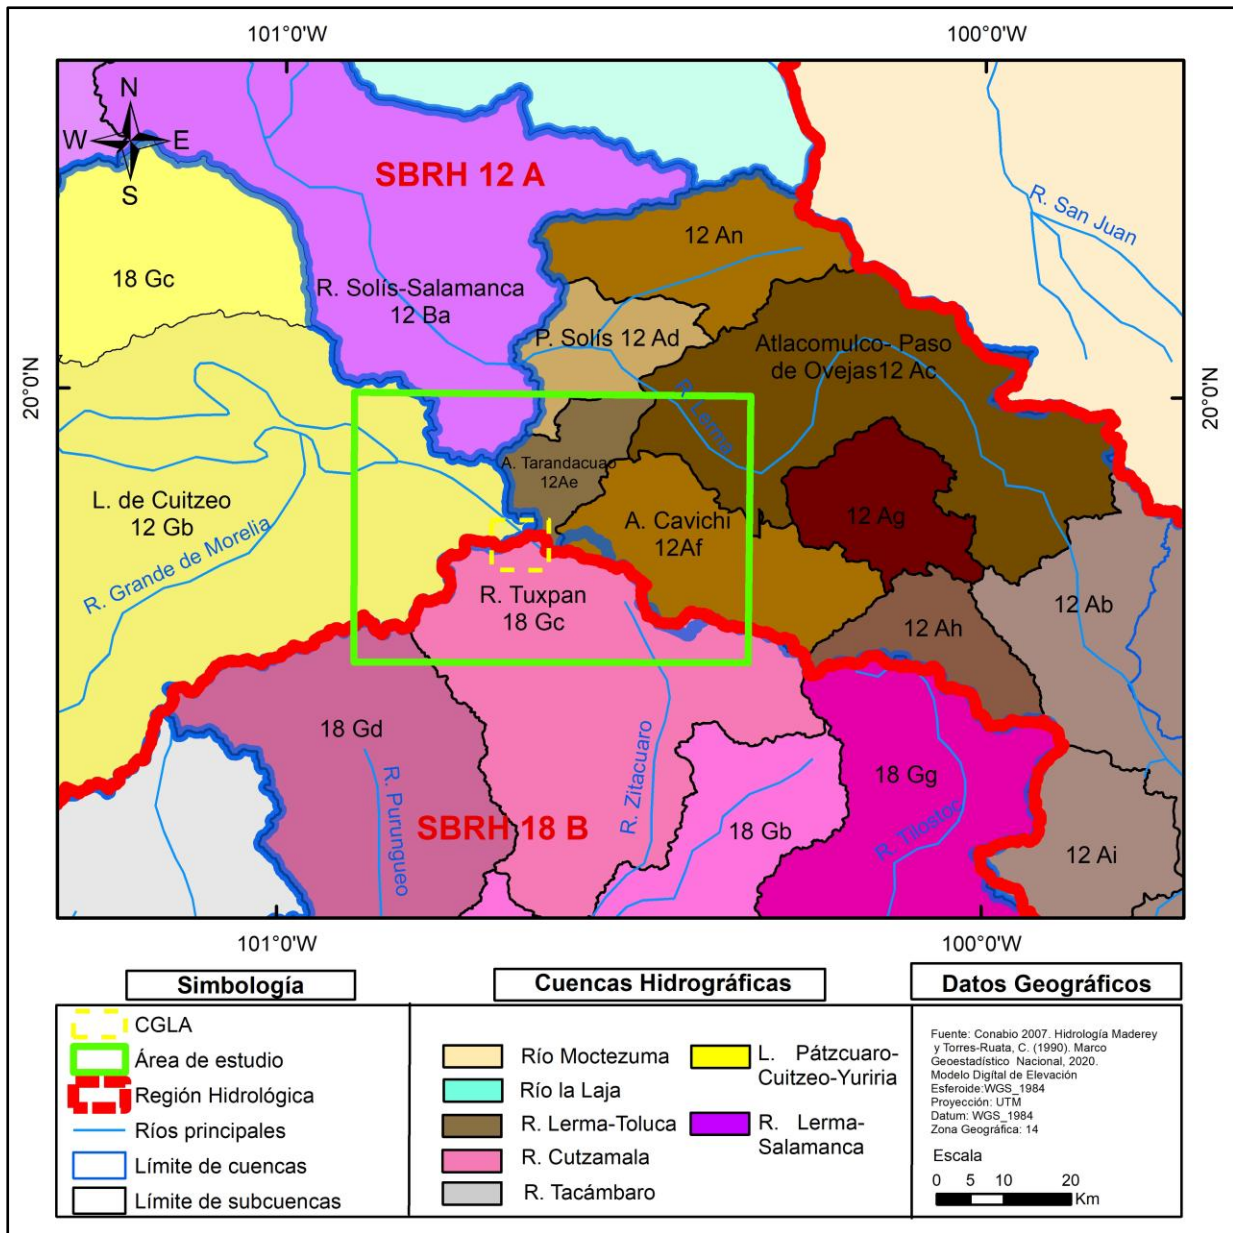 101°0'W
100°0'W
N
W
E
S
SBRH 12 A
R. San Juan
12 An
18 Gc
R. Solís-Salamanca
12 Ba
P. Solís 12 Ad
Atlacomulco- Paso
de Ovejas12 Ac
20°0'N
20°0'N
R. Lerma
A. Tarandacuao
12Ae
L. de Cuitzeo
12 Gb
12 Ag
A. Cavichi
12Af
R. Grande de Morelia
R. Tuxpan
18 Gc
12 Ab
12 Ah
18 Gd
R. Zitacuaro
18 Gg
R. Purungueo
SBRH 18 B
18 Gb
R. Tilostoc
12 Ai
101°0'W
100°0'W
Simbología
CGLA
Área de estudio
Región Hidrológica
Ríos principales
Límite de cuencas
Límite de subcuencas
Cuencas Hidrográficas
Río Moctezuma
Río la Laja
R. Lerma-Toluca
R. Cutzamala
R. Tacámbaro
L. Pátzcuaro-
Cuitzeo-Yuriria
R. Lerma-
Salamanca
Datos Geográficos
Fuente: Conabio 2007. Hidrología Maderey
y Torres-Ruata, C. (1990). Marco
Geoestadístico Nacional, 2020.
Modelo Digítal de Elevación
Esferoide:WGS_1984
Proyección: UTM
Datum: WGS_1984
Zona Geográfica: 14
Escala
0 5 10 20
Km